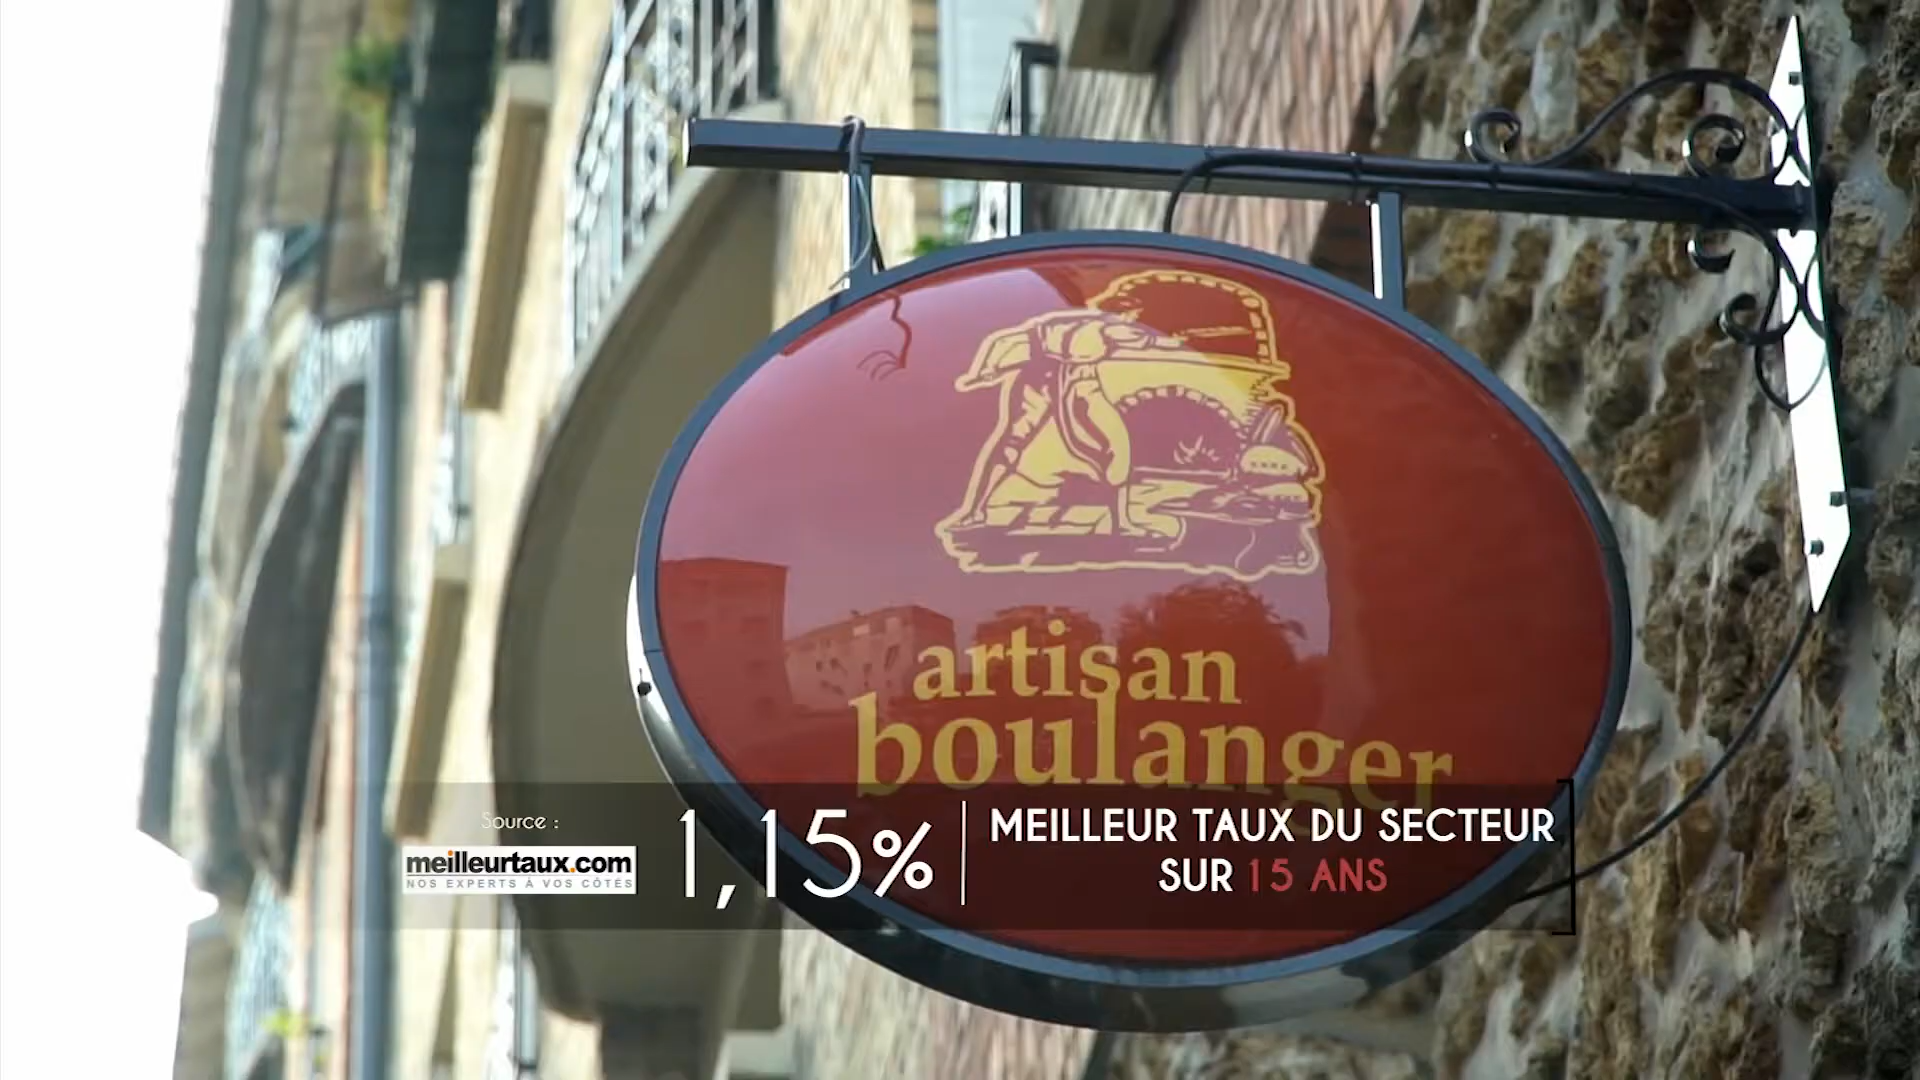 artisan
boulanger
Source :
meilleurtaux.com
NOS EXPERTS À VOS CÔTÉS
1,15%
MEILLEUR TAUX DU SECTEUR
SUR 15 ANS